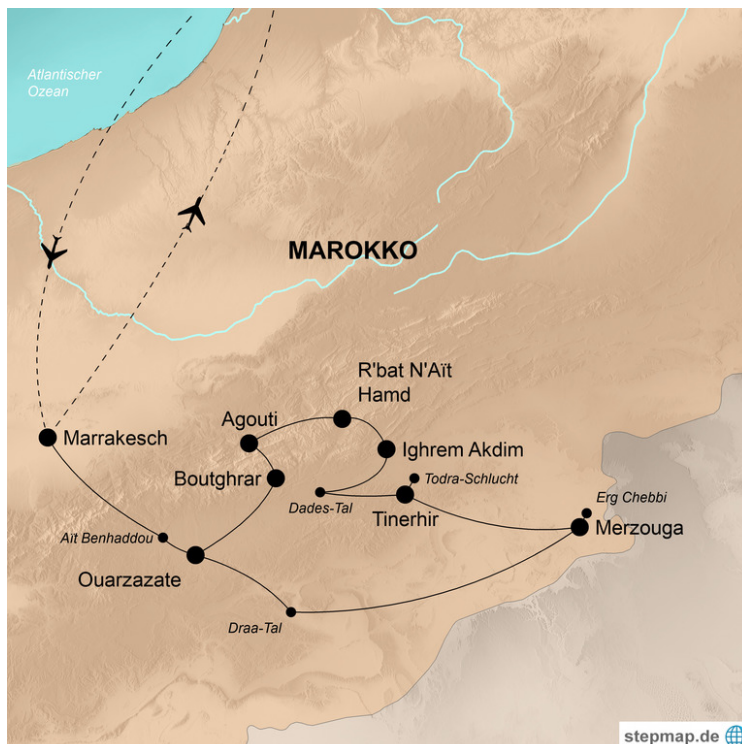 Atlantischer
Ozean
MAROKKO
R'bat N'Aït
Hamd
Agouti
Marrakesch
Ighrem Akdim
Boutghrar
Todra-Schlucht
Dades-Tal
Erg Chebbi
Tinerhir
Merzouga
Aït Benhaddou
Ouarzazate
Draa-Tal
stepmap.de